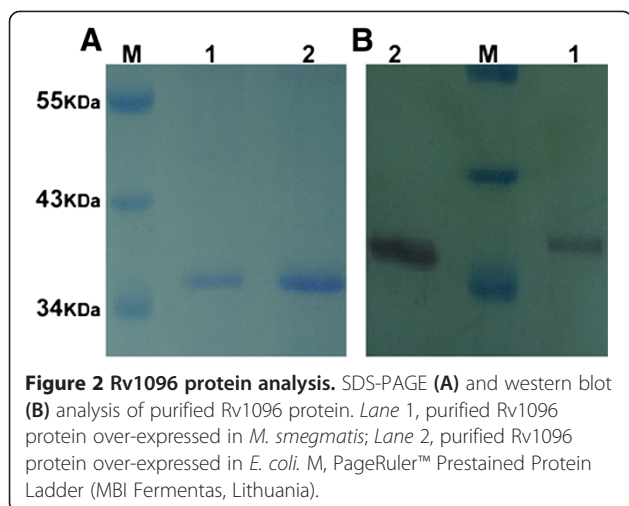 A B
M 1 2 2 M 1
55KDa
43KDa
34KDa
Figure 2 Rv1096 protein analysis. SDS-PAGE (A) and western blot
(B) analysis of purified Rv1096 protein. Lane 1, purified Rv1096
protein over-expressed in M. smegmatis; Lane 2, purified Rv1096
protein over-expressed in E. coli. M, PageRuler™ Prestained Protein
Ladder (MBI Fermentas, Lithuania).